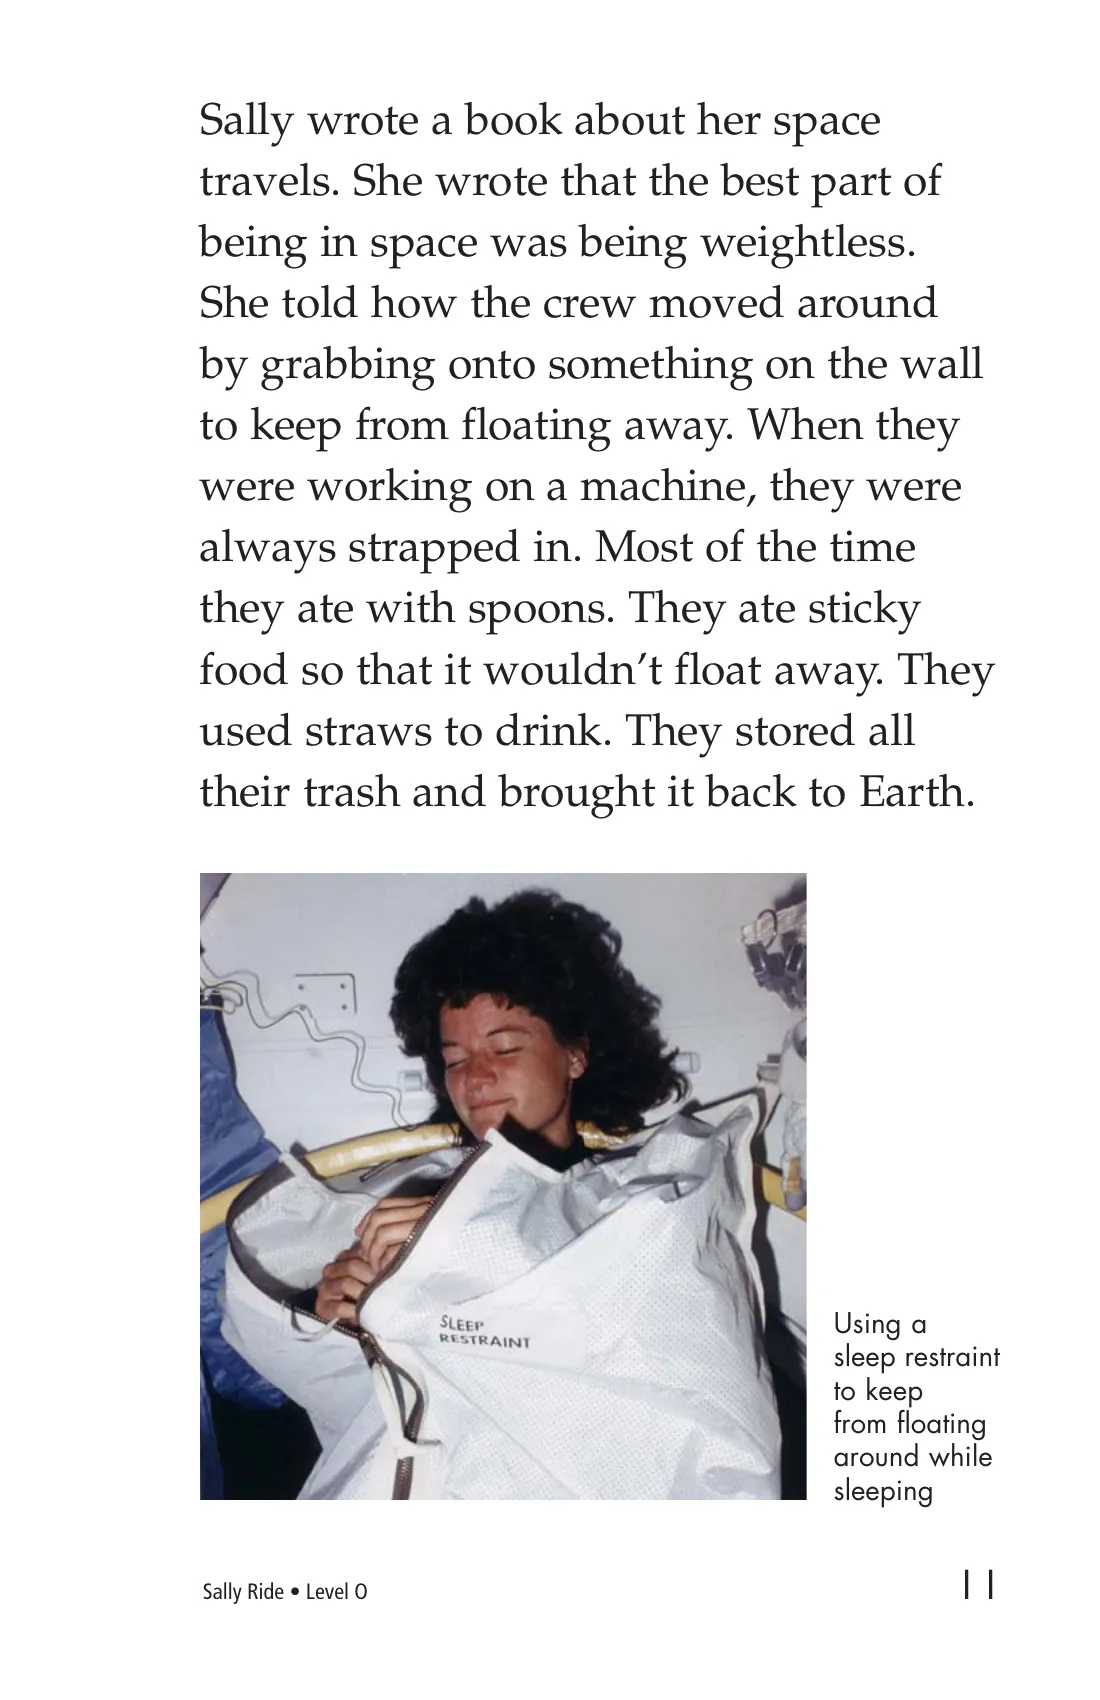 Sally wrote a book about her space
travels. She wrote that the best part of
being in space was being weightless.
She told how the crew moved around
by grabbing onto something on the wall
to keep from floating away. When they
were working on a machine, they were
always strapped in. Most of the time
they ate with spoons. They ate sticky
food so that it wouldn’t float away. They
used straws to drink. They stored all
their trash and brought it back to Earth.
SLEEP
RESTRAINT
Using a
sleep restraint
to keep
from floating
around while
sleeping
Sally Ride • Level O
11